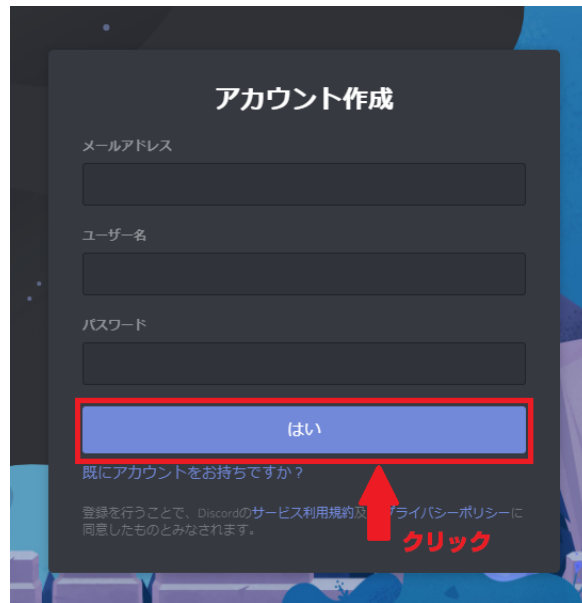 アカウント作成
メールアドレス
ユーザー名
パスワード
はい
既にアカウントをお持ちですか？
登録を行うことで、Discordのサービス利用規約及 プライバシーポリシーに
同意したものとみなされます。
クリック